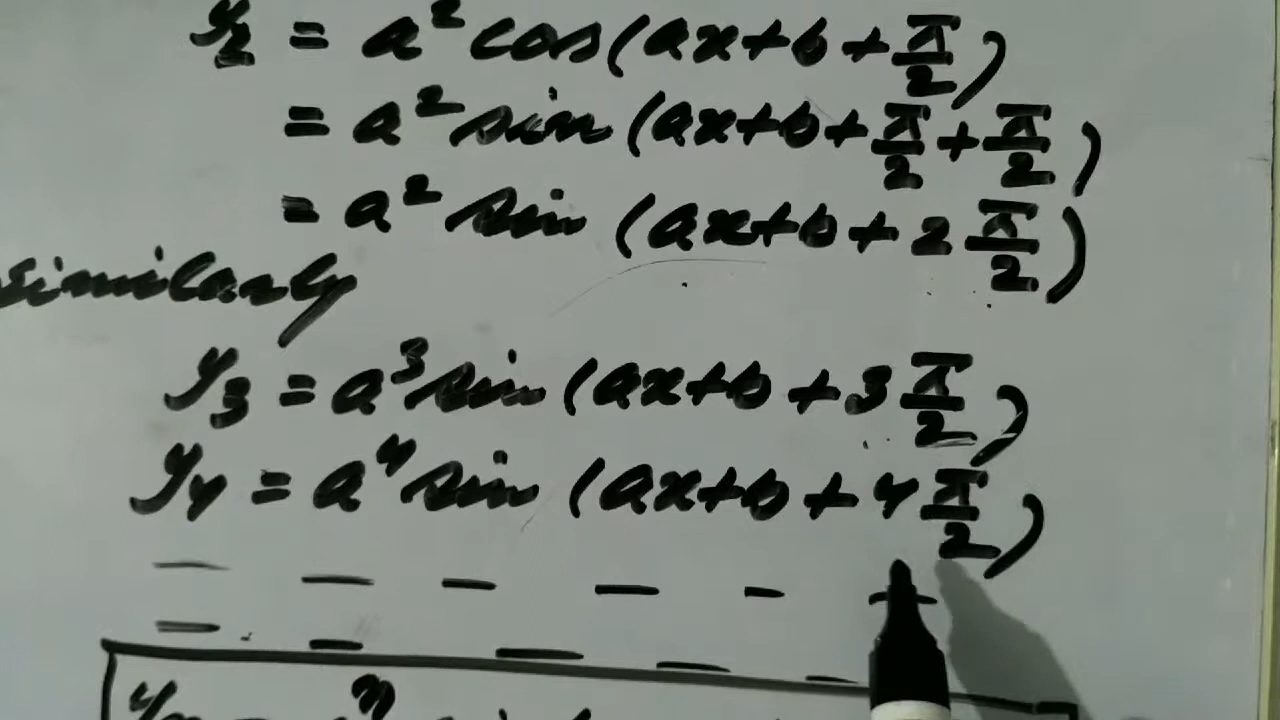 y₂ = a² cos(ax+b+π/2)
= a² sin(ax+b+π/2+π/2)
= a² sin(ax+b+2π/2)
similarly
y₃ = a³ sin(ax+b+3π/2)
y₄ = a⁴ sin(ax+b+4π/2)